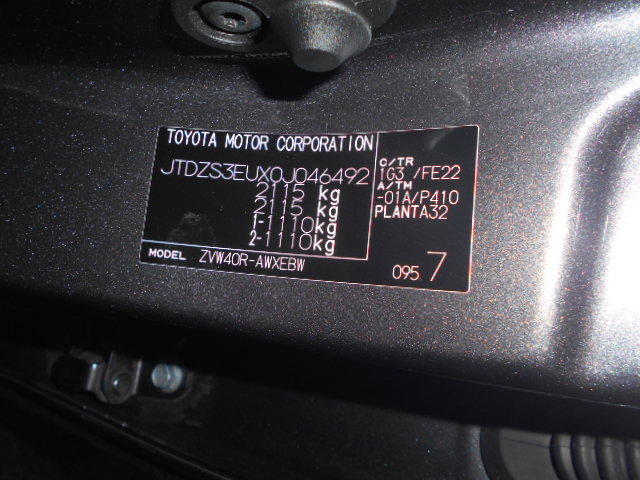 TOYOTA MOTOR CORPORATION
JTDZS3EUX0J046492
2115 kg
2115 kg
1-1110kg
2-1110kg
MODEL ZVW40R-AWXEBW
C/TR
1G3 /FE22
A/TM
-01A/P410
PLANTA32
095 7